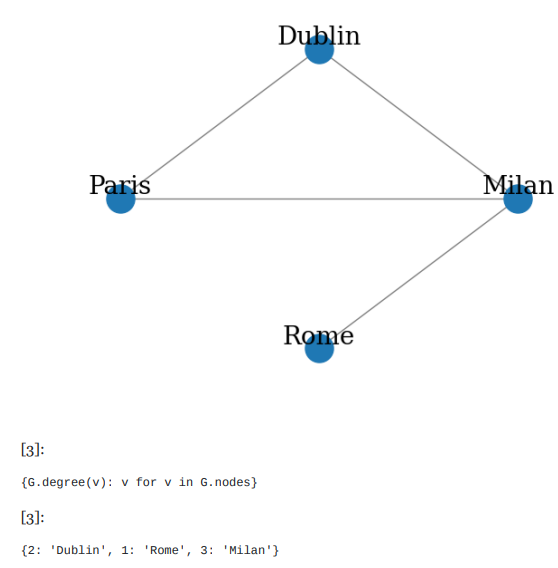 Dublin
Paris
Milan
Rome
[3]:
{G.degree(v): v for v in G.nodes}
[3]:
{2: 'Dublin', 1: 'Rome', 3: 'Milan'}